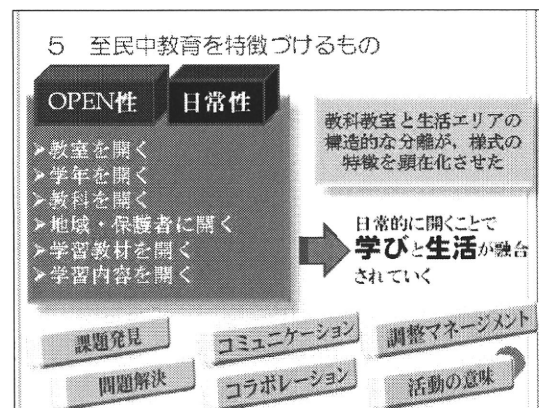 5 至民中教育を特徴づけるもの
OPEN性
日常性
➢教室を開く
➢学年を開く
➢教科を開く
➢地域・保護者に開く
➢学習教材を開く
➢学習内容を開く
教科教室と生活エリアの
構造的な分離が、様式の
特徴を顕在化させた
日常的に開くことで
学びと生活が融合
されていく
課題発見
コミュニケーション
調整マネージメント
問題解決
コラボレーション
活動の意味